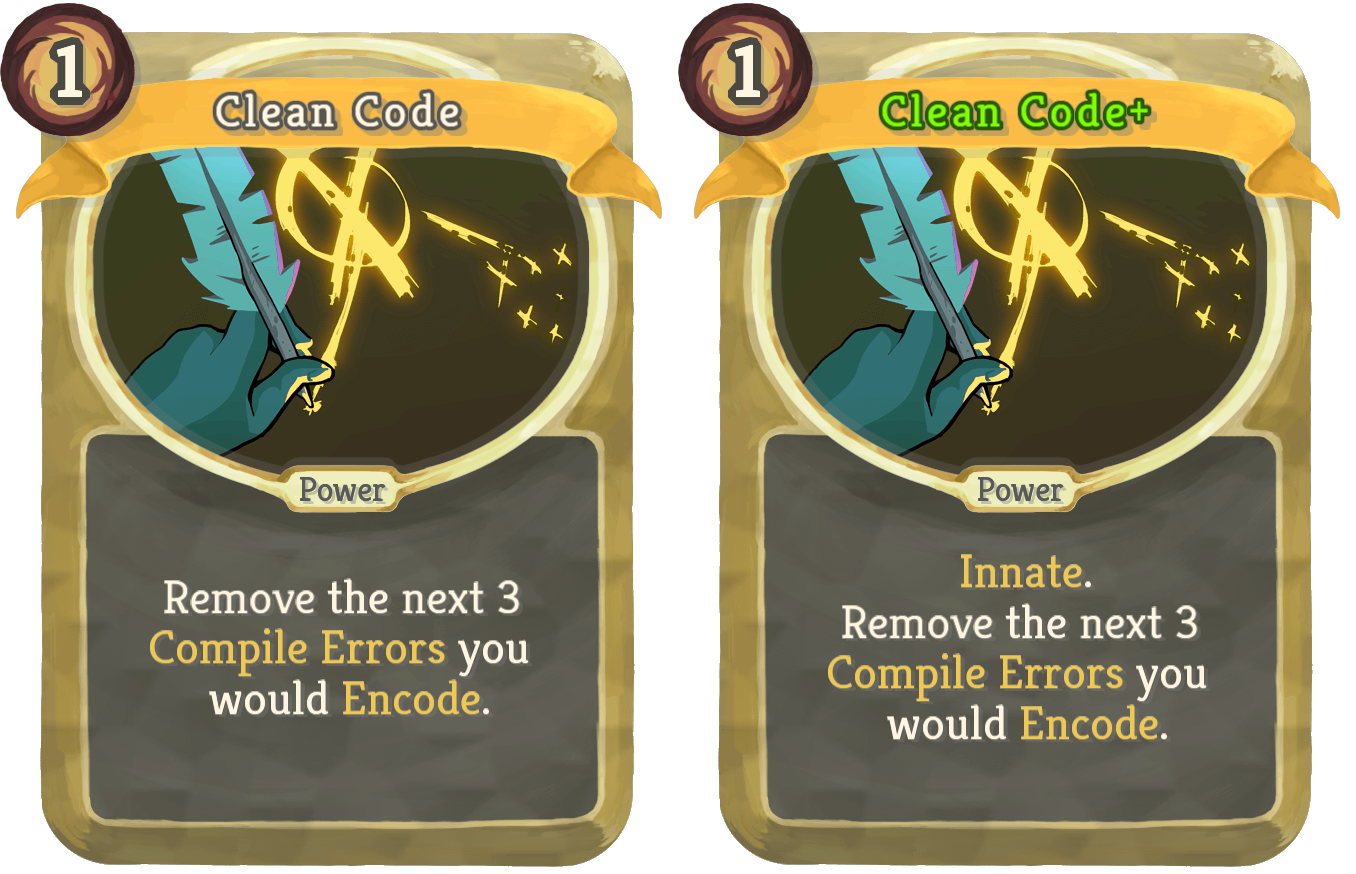 1
Clean Code
Power
Remove the next 3
Compile Errors you
would Encode.
1
Clean Code+
Power
Innate.
Remove the next 3
Compile Errors you
would Encode.